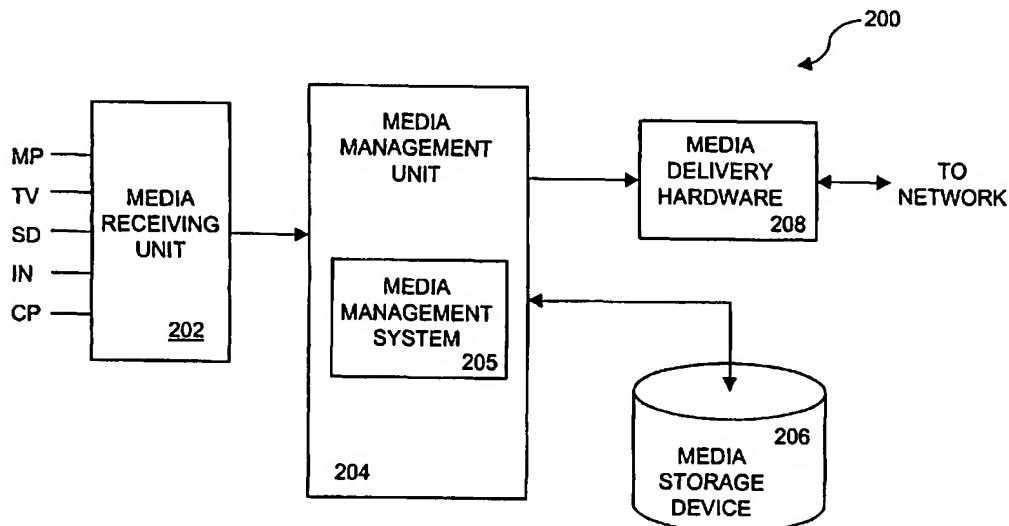 200
MP
TV
SD
IN
CP
MEDIA
RECEIVING
UNIT
202
MEDIA
MANAGEMENT
UNIT
MEDIA
MANAGEMENT
SYSTEM
205
204
MEDIA
DELIVERY
HARDWARE
208
TO
NETWORK
206
MEDIA
STORAGE
DEVICE